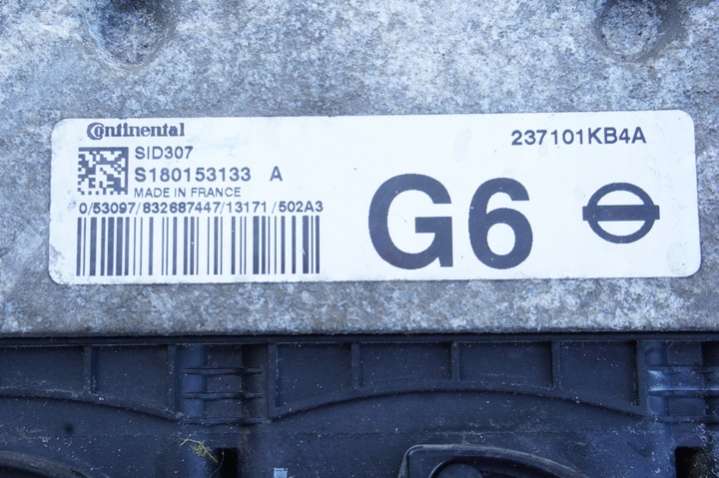 Continental
237101KB4A
SID307
S180153133 A
MADE IN FRANCE
0/53097/832687447/13171/502A3
G6